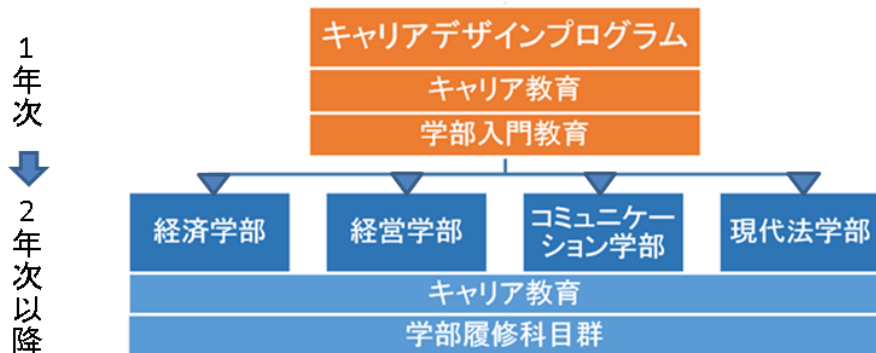 1年次
キャリアデザインプログラム
キャリア教育
学部入門教育
2年次以降
経済学部
経営学部
コミュニケー
ション学部
現代法学部
キャリア教育
学部履修科目群